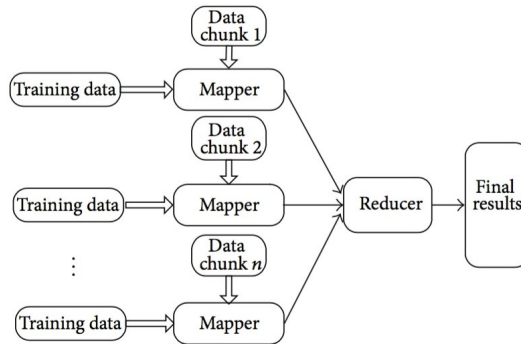 Data
chunk 1
Training data
Mapper
Data
chunk 2
Training data
Mapper
Reducer
Final
results
⋮
Data
chunk n
Training data
Mapper